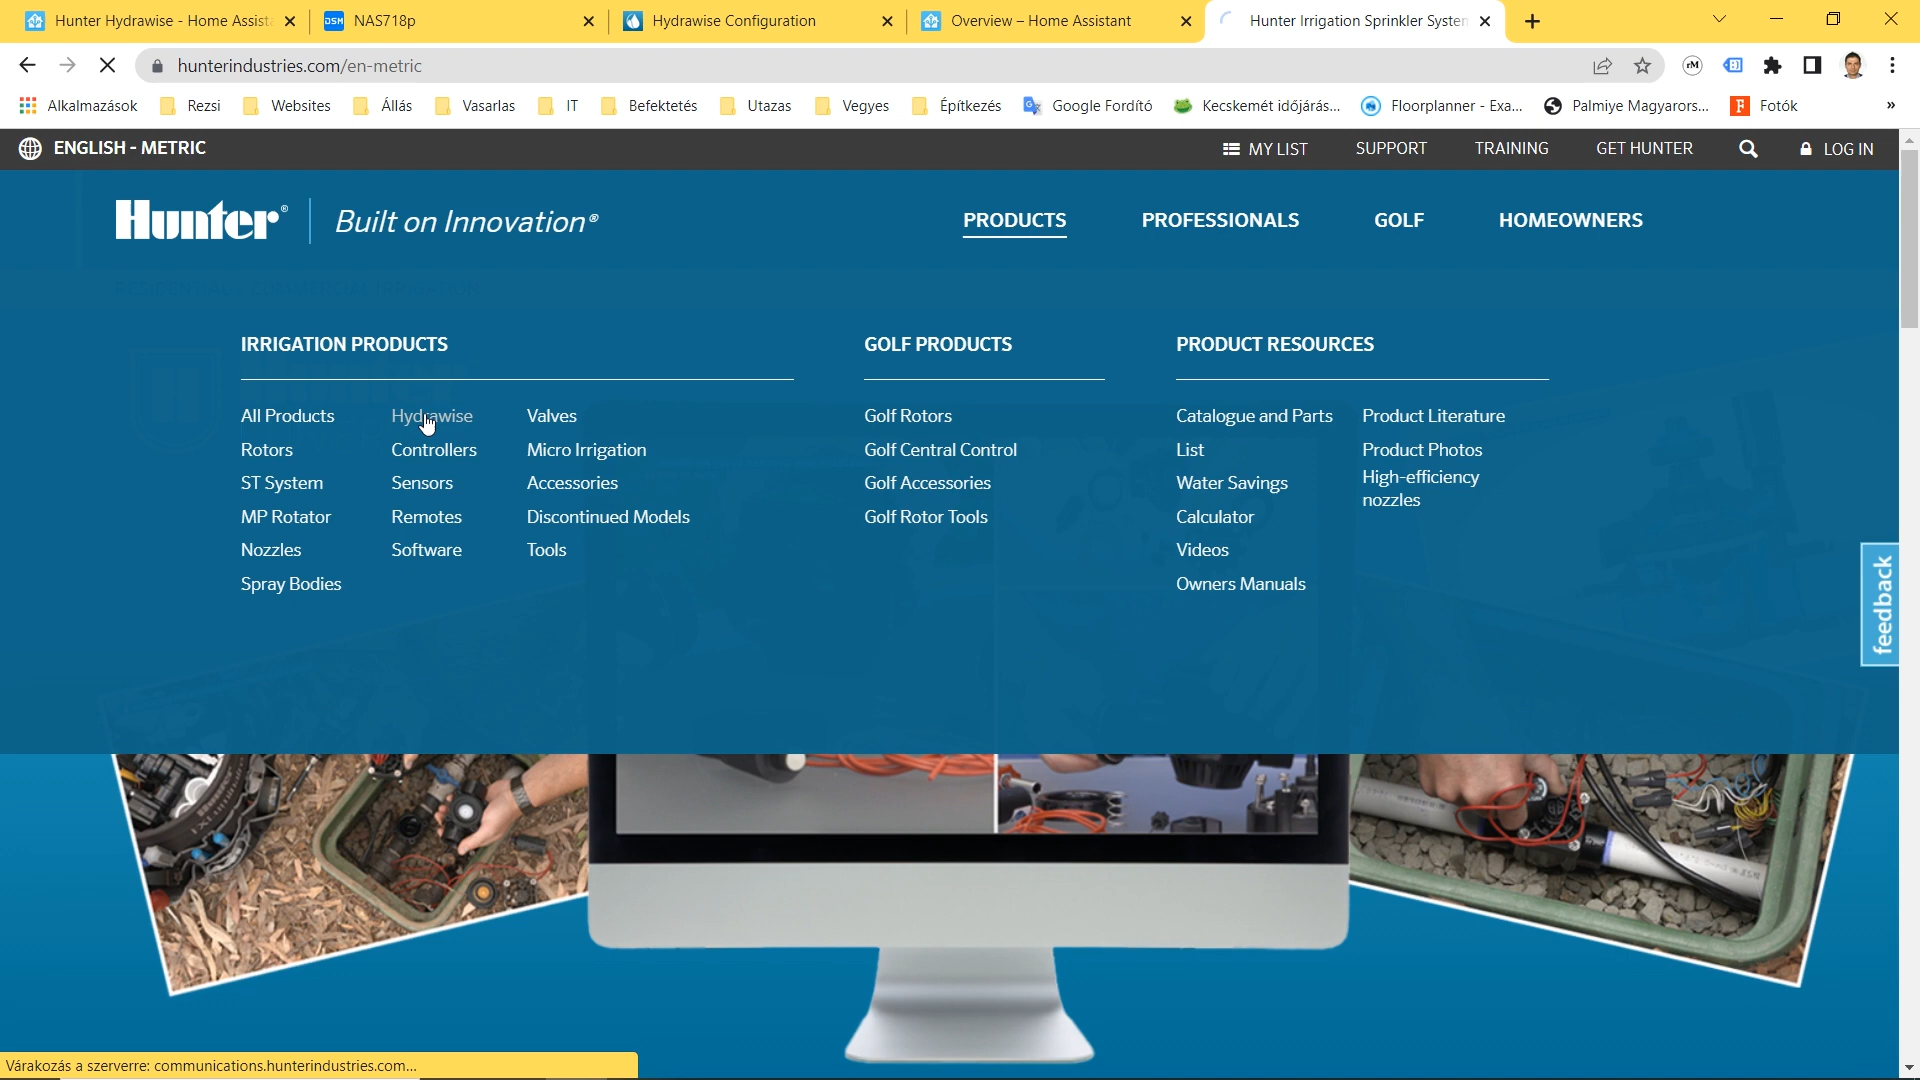 Hunter Hydrawise - Home Assista
NAS718p
Hydrawise Configuration
Overview – Home Assistant
Hunter Irrigation Sprinkler System
hunterindustries.com/en-metric
Alkalmazások
Rezsi
Websites
Állás
Vasarlas
IT
Befektetés
Utazas
Vegyes
Építkezés
Google Fordító
Kecskemét időjárás...
Floorplanner - Exa...
Palmiye Magyarors...
Fotók
»
ENGLISH - METRIC
MY LIST
SUPPORT
TRAINING
GET HUNTER
LOG IN
Hunter®
Built on Innovation®
PRODUCTS
PROFESSIONALS
GOLF
HOMEOWNERS
IRRIGATION PRODUCTS
All Products
Rotors
ST System
MP Rotator
Nozzles
Spray Bodies
Hydrawise
Controllers
Sensors
Remotes
Software
Valves
Micro Irrigation
Accessories
Discontinued Models
Tools
GOLF PRODUCTS
Golf Rotors
Golf Central Control
Golf Accessories
Golf Rotor Tools
PRODUCT RESOURCES
Catalogue and Parts
List
Water Savings
Calculator
Videos
Owners Manuals
Product Literature
Product Photos
High-efficiency
nozzles
feedback
Várakozás a szerverre: communications.hunterindustries.com...